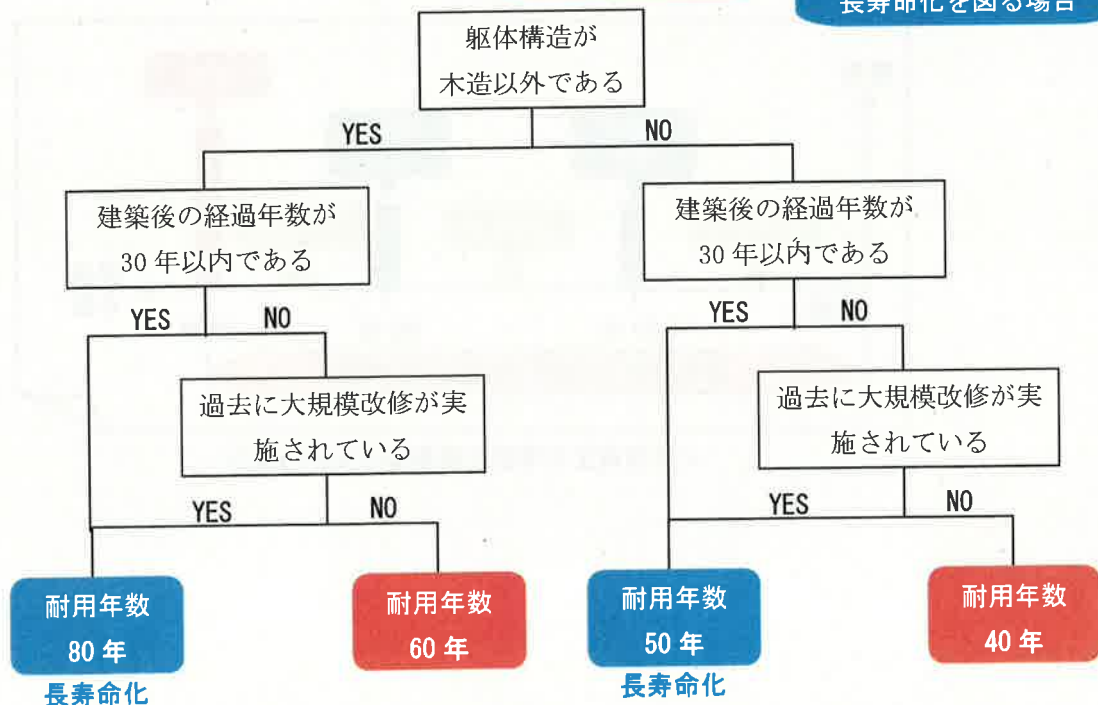 長寿命化を図る場合
躯体構造が
木造以外である
YES
NO
建築後の経過年数が
30年以内である
建築後の経過年数が
30年以内である
YES
NO
YES
NO
過去に大規模改修が実
施されている
過去に大規模改修が実
施されている
YES
NO
YES
NO
耐用年数
80年
耐用年数
60年
耐用年数
50年
耐用年数
40年
長寿命化
長寿命化